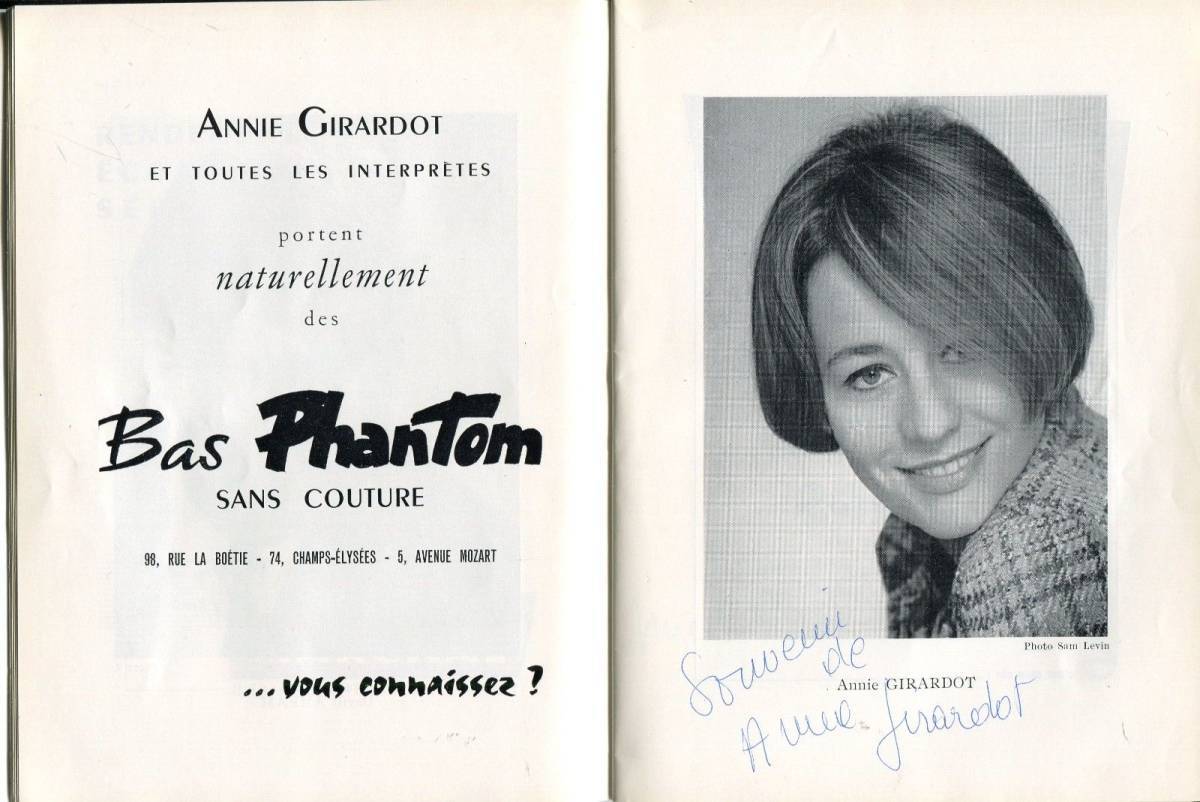 ANNIE GIRARDOT
ET TOUTES LES INTERPRÈTES
portent
naturellement
des
Bas Phantom
SANS COUTURE
98, RUE LA BOÉTIE - 74, CHAMPS-ÉLYSÉES - 5, AVENUE MOZART
...vous connaissez ?
Photo Sam Levin
Annie GIRARDOT
Souvenir
de
Annie Girardot